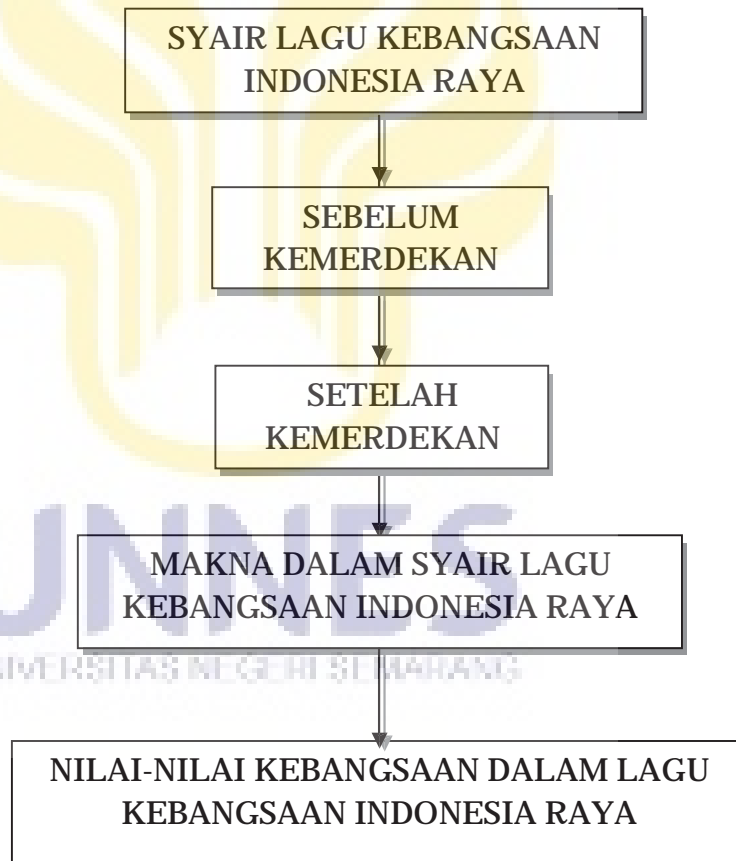 SYAIR LAGU KEBANGSAAN
INDONESIA RAYA
SEBELUM
KEMERDEKAN
SETELAH
KEMERDEKAN
MAKNA DALAM SYAIR LAGU
KEBANGSAAN INDONESIA RAYA
UNNES
UNIVERSITAS NEGERI SEMARANG
NILAI-NILAI KEBANGSAAN DALAM LAGU
KEBANGSAAN INDONESIA RAYA